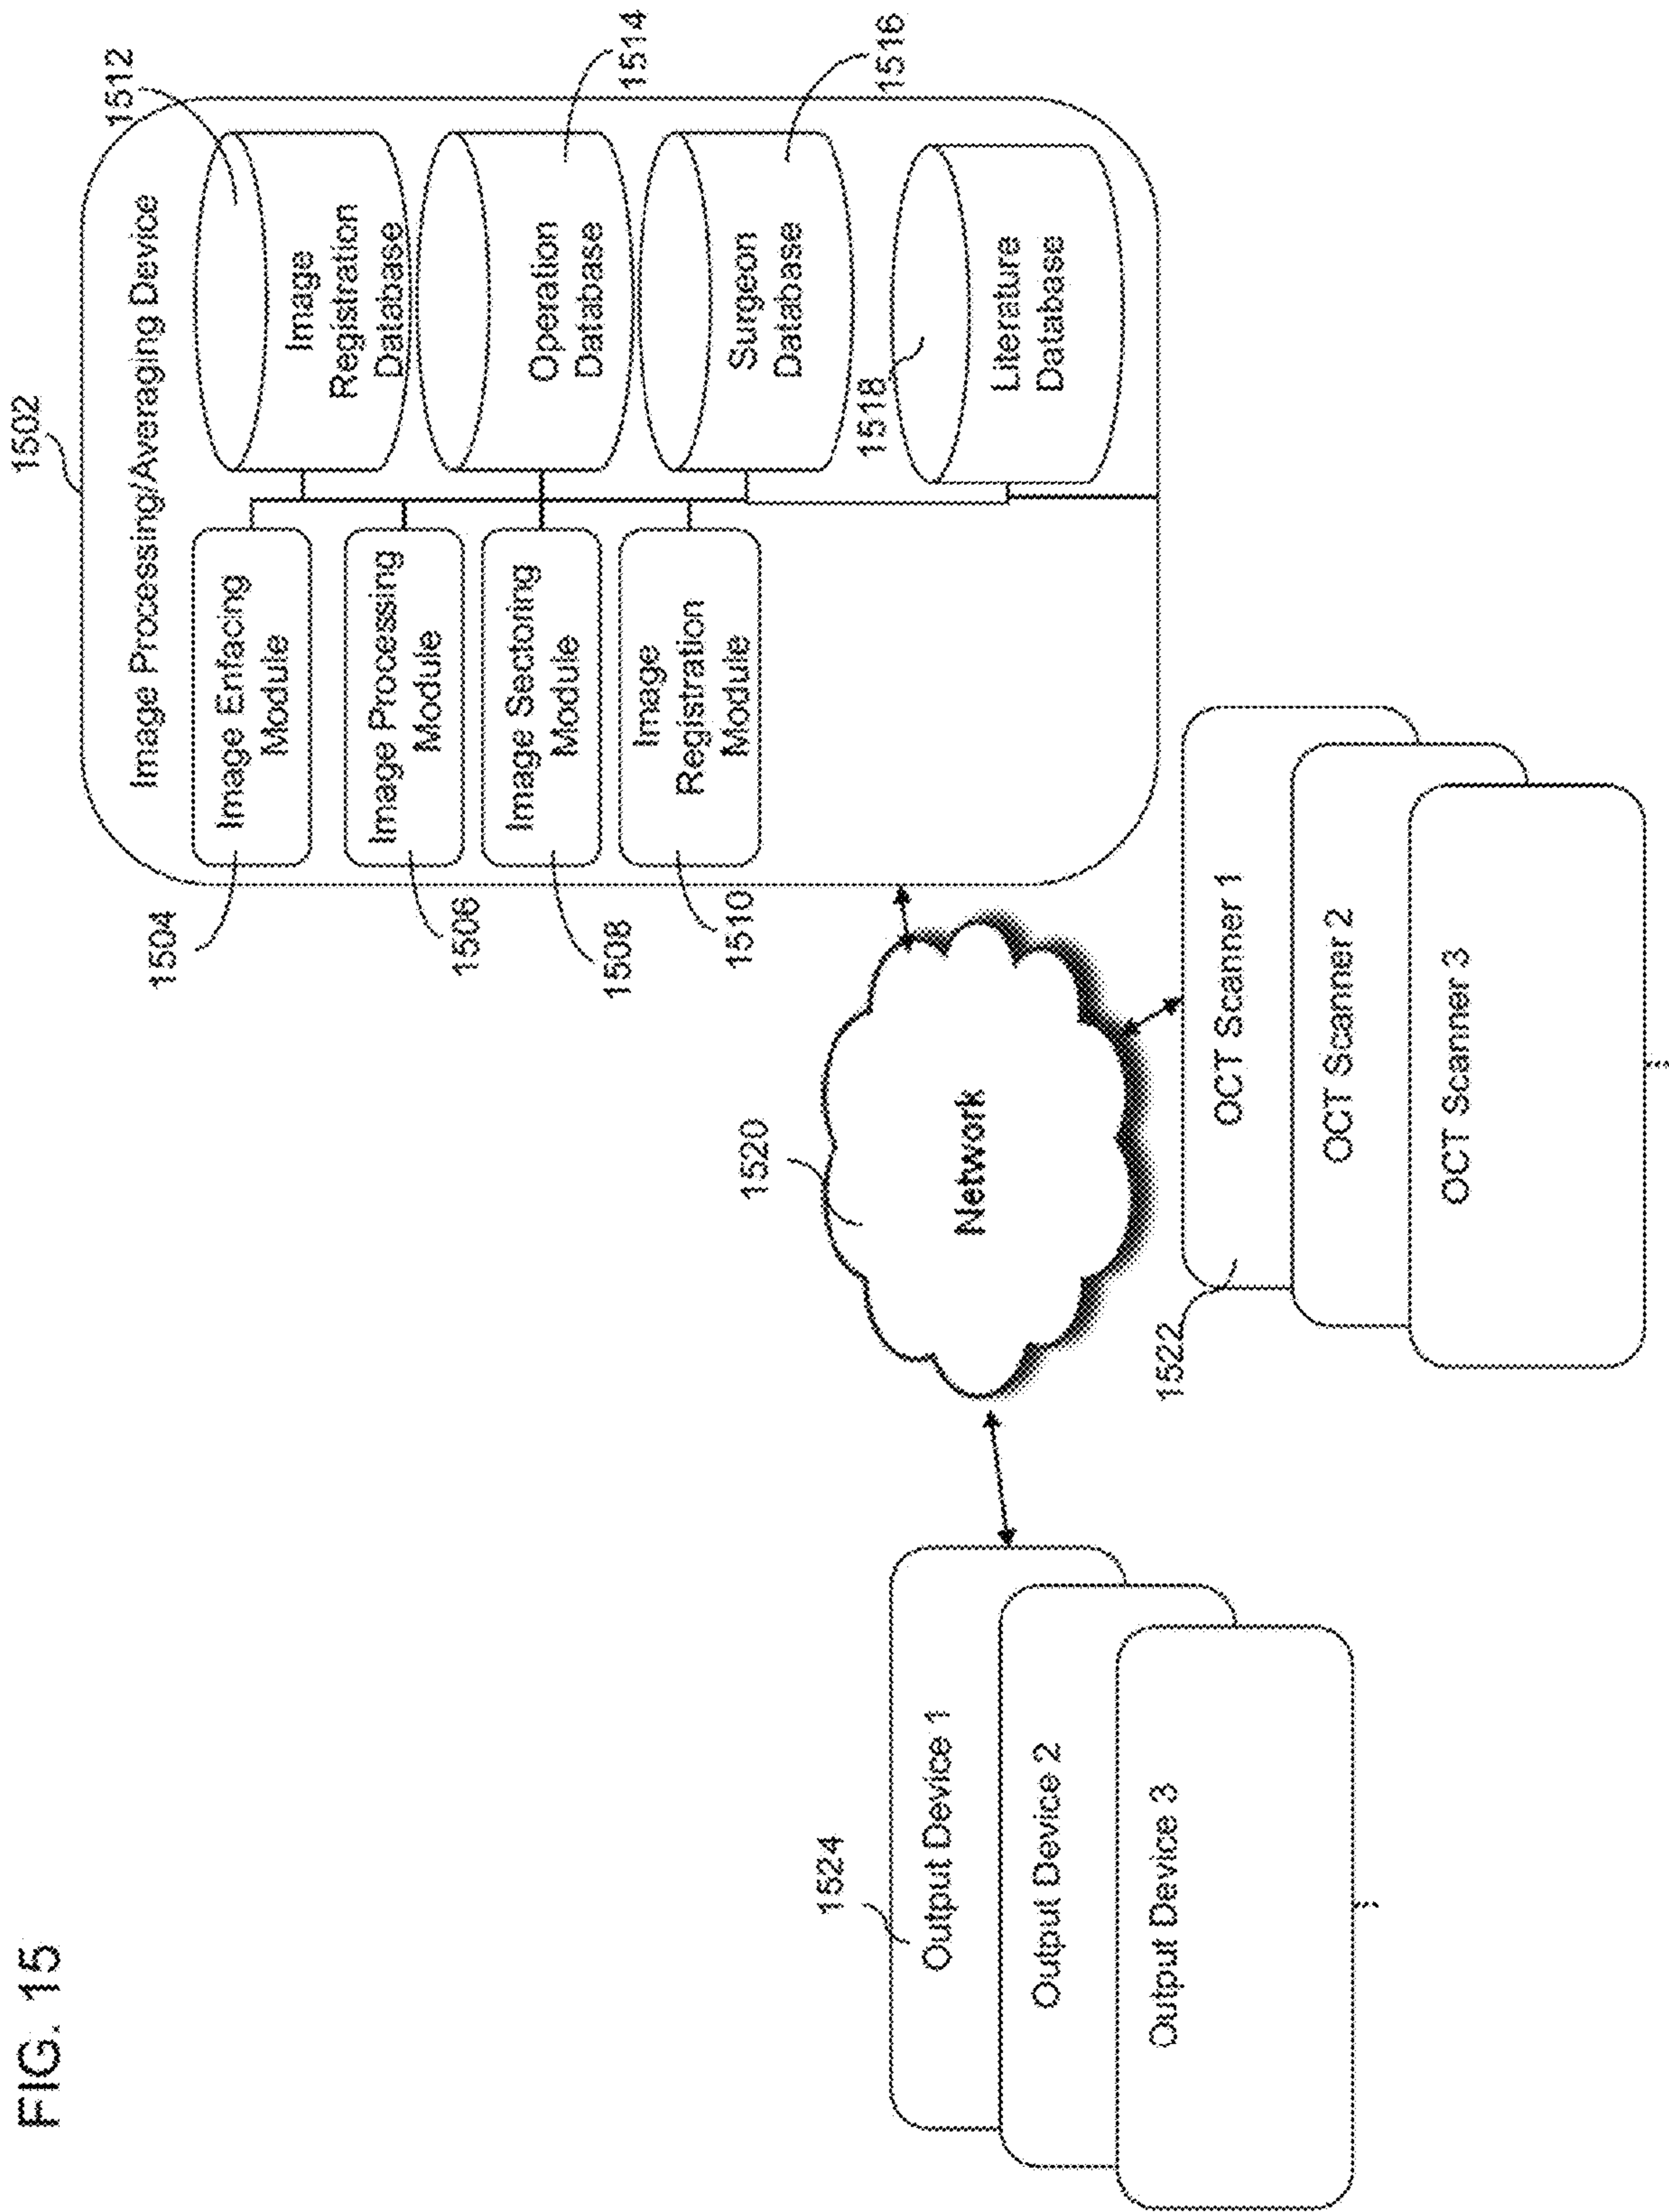 FIG. 15
1502
Image Processing/Averaging Device
1504
Image Enfacing
Module
1506
Image Processing
Module
1508
Image Sectoring
Module
1510
Image
Registration
Module
1512
Image
Registration
Database
1514
Operation
Database
1516
Surgeon
Database
1518
Literature
Database
1520
Network
1524
Output Device 1
Output Device 2
Output Device 3
1522
OCT Scanner 1
OCT Scanner 2
OCT Scanner 3